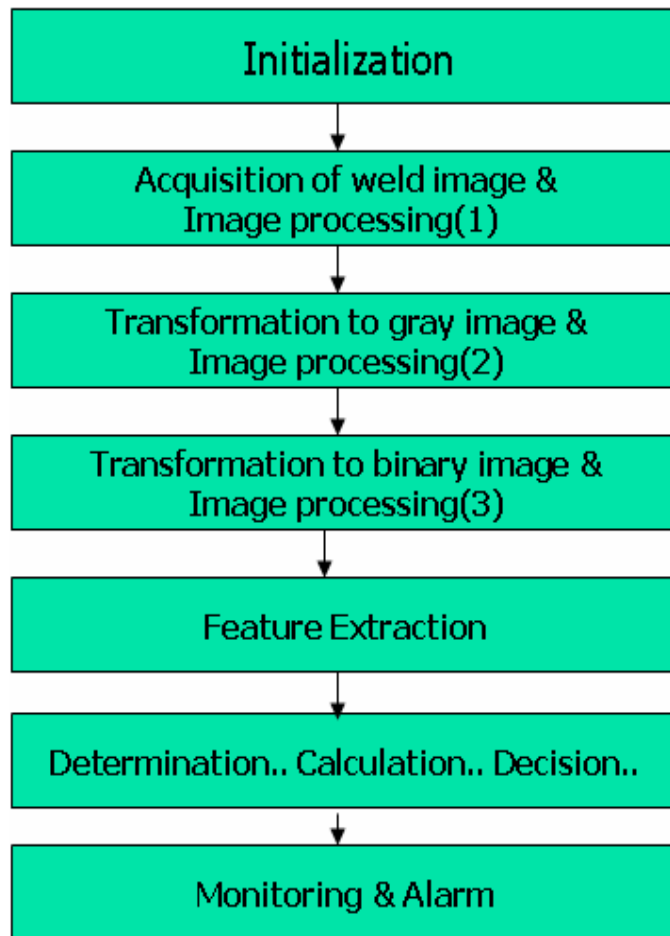 Initialization
Acquisition of weld image &
Image processing(1)
Transformation to gray image &
Image processing(2)
Transformation to binary image &
Image processing(3)
Feature Extraction
Determination.. Calculation.. Decision..
Monitoring & Alarm